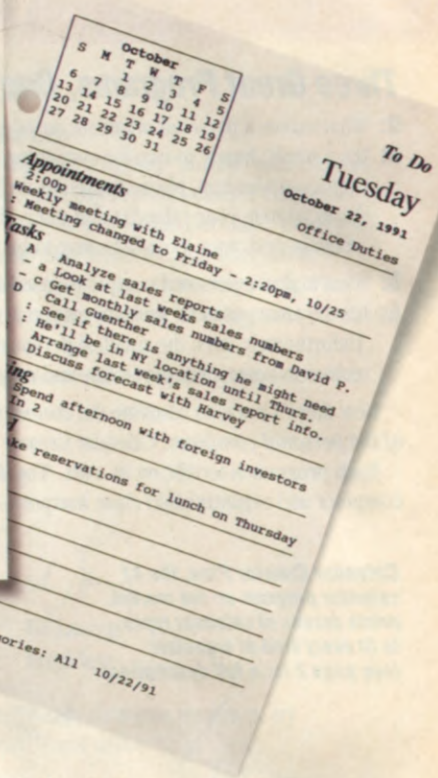 October
S M T W T F S
1 2 3 4 5
6 7 8 9 10 11 12
13 14 15 16 17 18 19
20 21 22 23 24 25 26
27 28 29 30 31
To Do
Tuesday
October 22, 1991
Office Duties
Appointments
2:00p
Weekly meeting with Elaine
: Meeting changed to Friday - 2:20pm, 10/25
Tasks
A Analyze sales reports
- a Look at last weeks sales numbers
- C Get monthly sales numbers from David P.
D Call Guenther
: See if there is anything he might need
: He'll be in NY location until Thurs.
Arrange last week's sales report info.
Discuss forecast with Harvey
ing
Spend afternoon with foreign investors
In 2
d
ake reservations for lunch on Thursday
ories: All 10/22/91